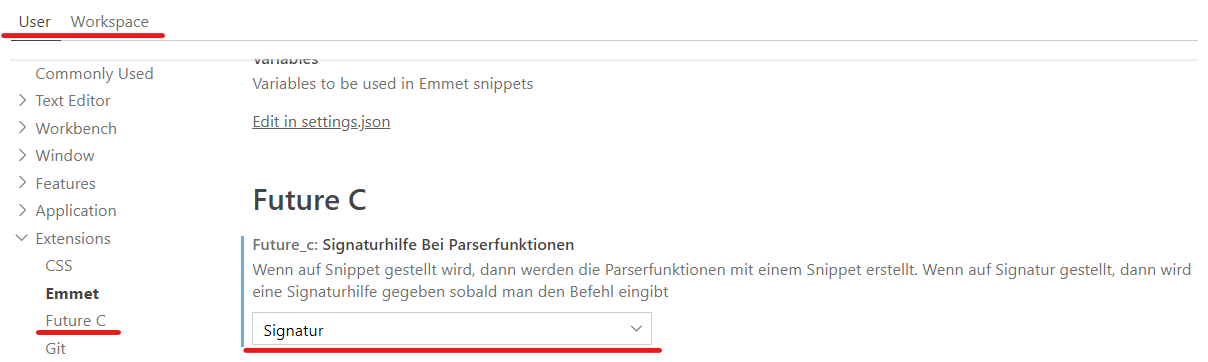 User Workspace
Commonly Used
Text Editor
Workbench
Window
Features
Application
Extensions
CSS
Emmet
Future C
Git
Variables
Variables to be used in Emmet snippets
Edit in settings.json
Future C
Future_c: Signaturhilfe Bei Parserfunktionen
Wenn auf Snippet gestellt wird, dann werden die Parserfunktionen mit einem Snippet erstellt. Wenn auf Signatur gestellt, dann wird
eine Signaturhilfe gegeben sobald man den Befehl eingibt
Signatur